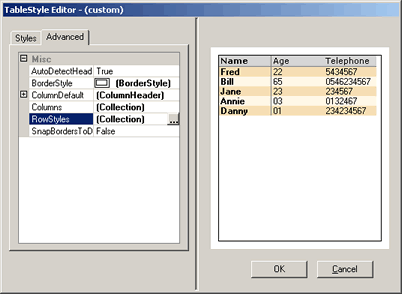 TableStyle Editor - (custom)
Styles Advanced
Misc
AutoDetectHead True
BorderStyle (BorderStyle)
ColumnDefault (ColumnHeader)
Columns (Collection)
RowStyles (Collection) ...
SnapBordersToD False
Name Age Telephone
Fred 22 5434567
Bill 65 0546234567
Jane 23 234567
Annie 03 0132467
Danny 01 234234567
OK Cancel